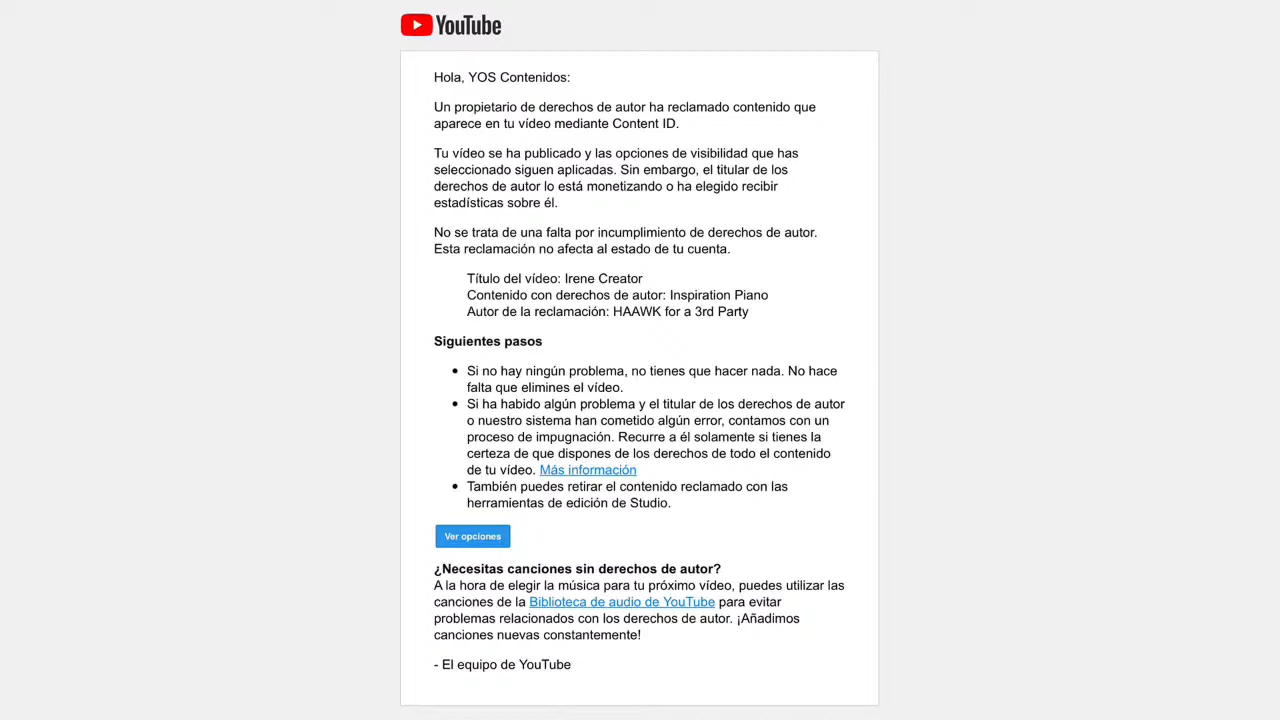 YouTube
Hola, YOS Contenidos:
Un propietario de derechos de autor ha reclamado contenido que
aparece en tu vídeo mediante Content ID.
Tu vídeo se ha publicado y las opciones de visibilidad que has
seleccionado siguen aplicadas. Sin embargo, el titular de los
derechos de autor lo está monetizando o ha elegido recibir
estadísticas sobre él.
No se trata de una falta por incumplimiento de derechos de autor.
Esta reclamación no afecta al estado de tu cuenta.
Título del vídeo: Irene Creator
Contenido con derechos de autor: Inspiration Piano
Autor de la reclamación: HAAWK for a 3rd Party
Siguientes pasos
• Si no hay ningún problema, no tienes que hacer nada. No hace
falta que elimines el vídeo.
• Si ha habido algún problema y el titular de los derechos de autor
o nuestro sistema han cometido algún error, contamos con un
proceso de impugnación. Recurre a él solamente si tienes la
certeza de que dispones de los derechos de todo el contenido
de tu vídeo. Más información
• También puedes retirar el contenido reclamado con las
herramientas de edición de Studio.
Ver opciones
¿Necesitas canciones sin derechos de autor?
A la hora de elegir la música para tu próximo vídeo, puedes utilizar las
canciones de la Biblioteca de audio de YouTube para evitar
problemas relacionados con los derechos de autor. ¡Añadimos
canciones nuevas constantemente!
- El equipo de YouTube